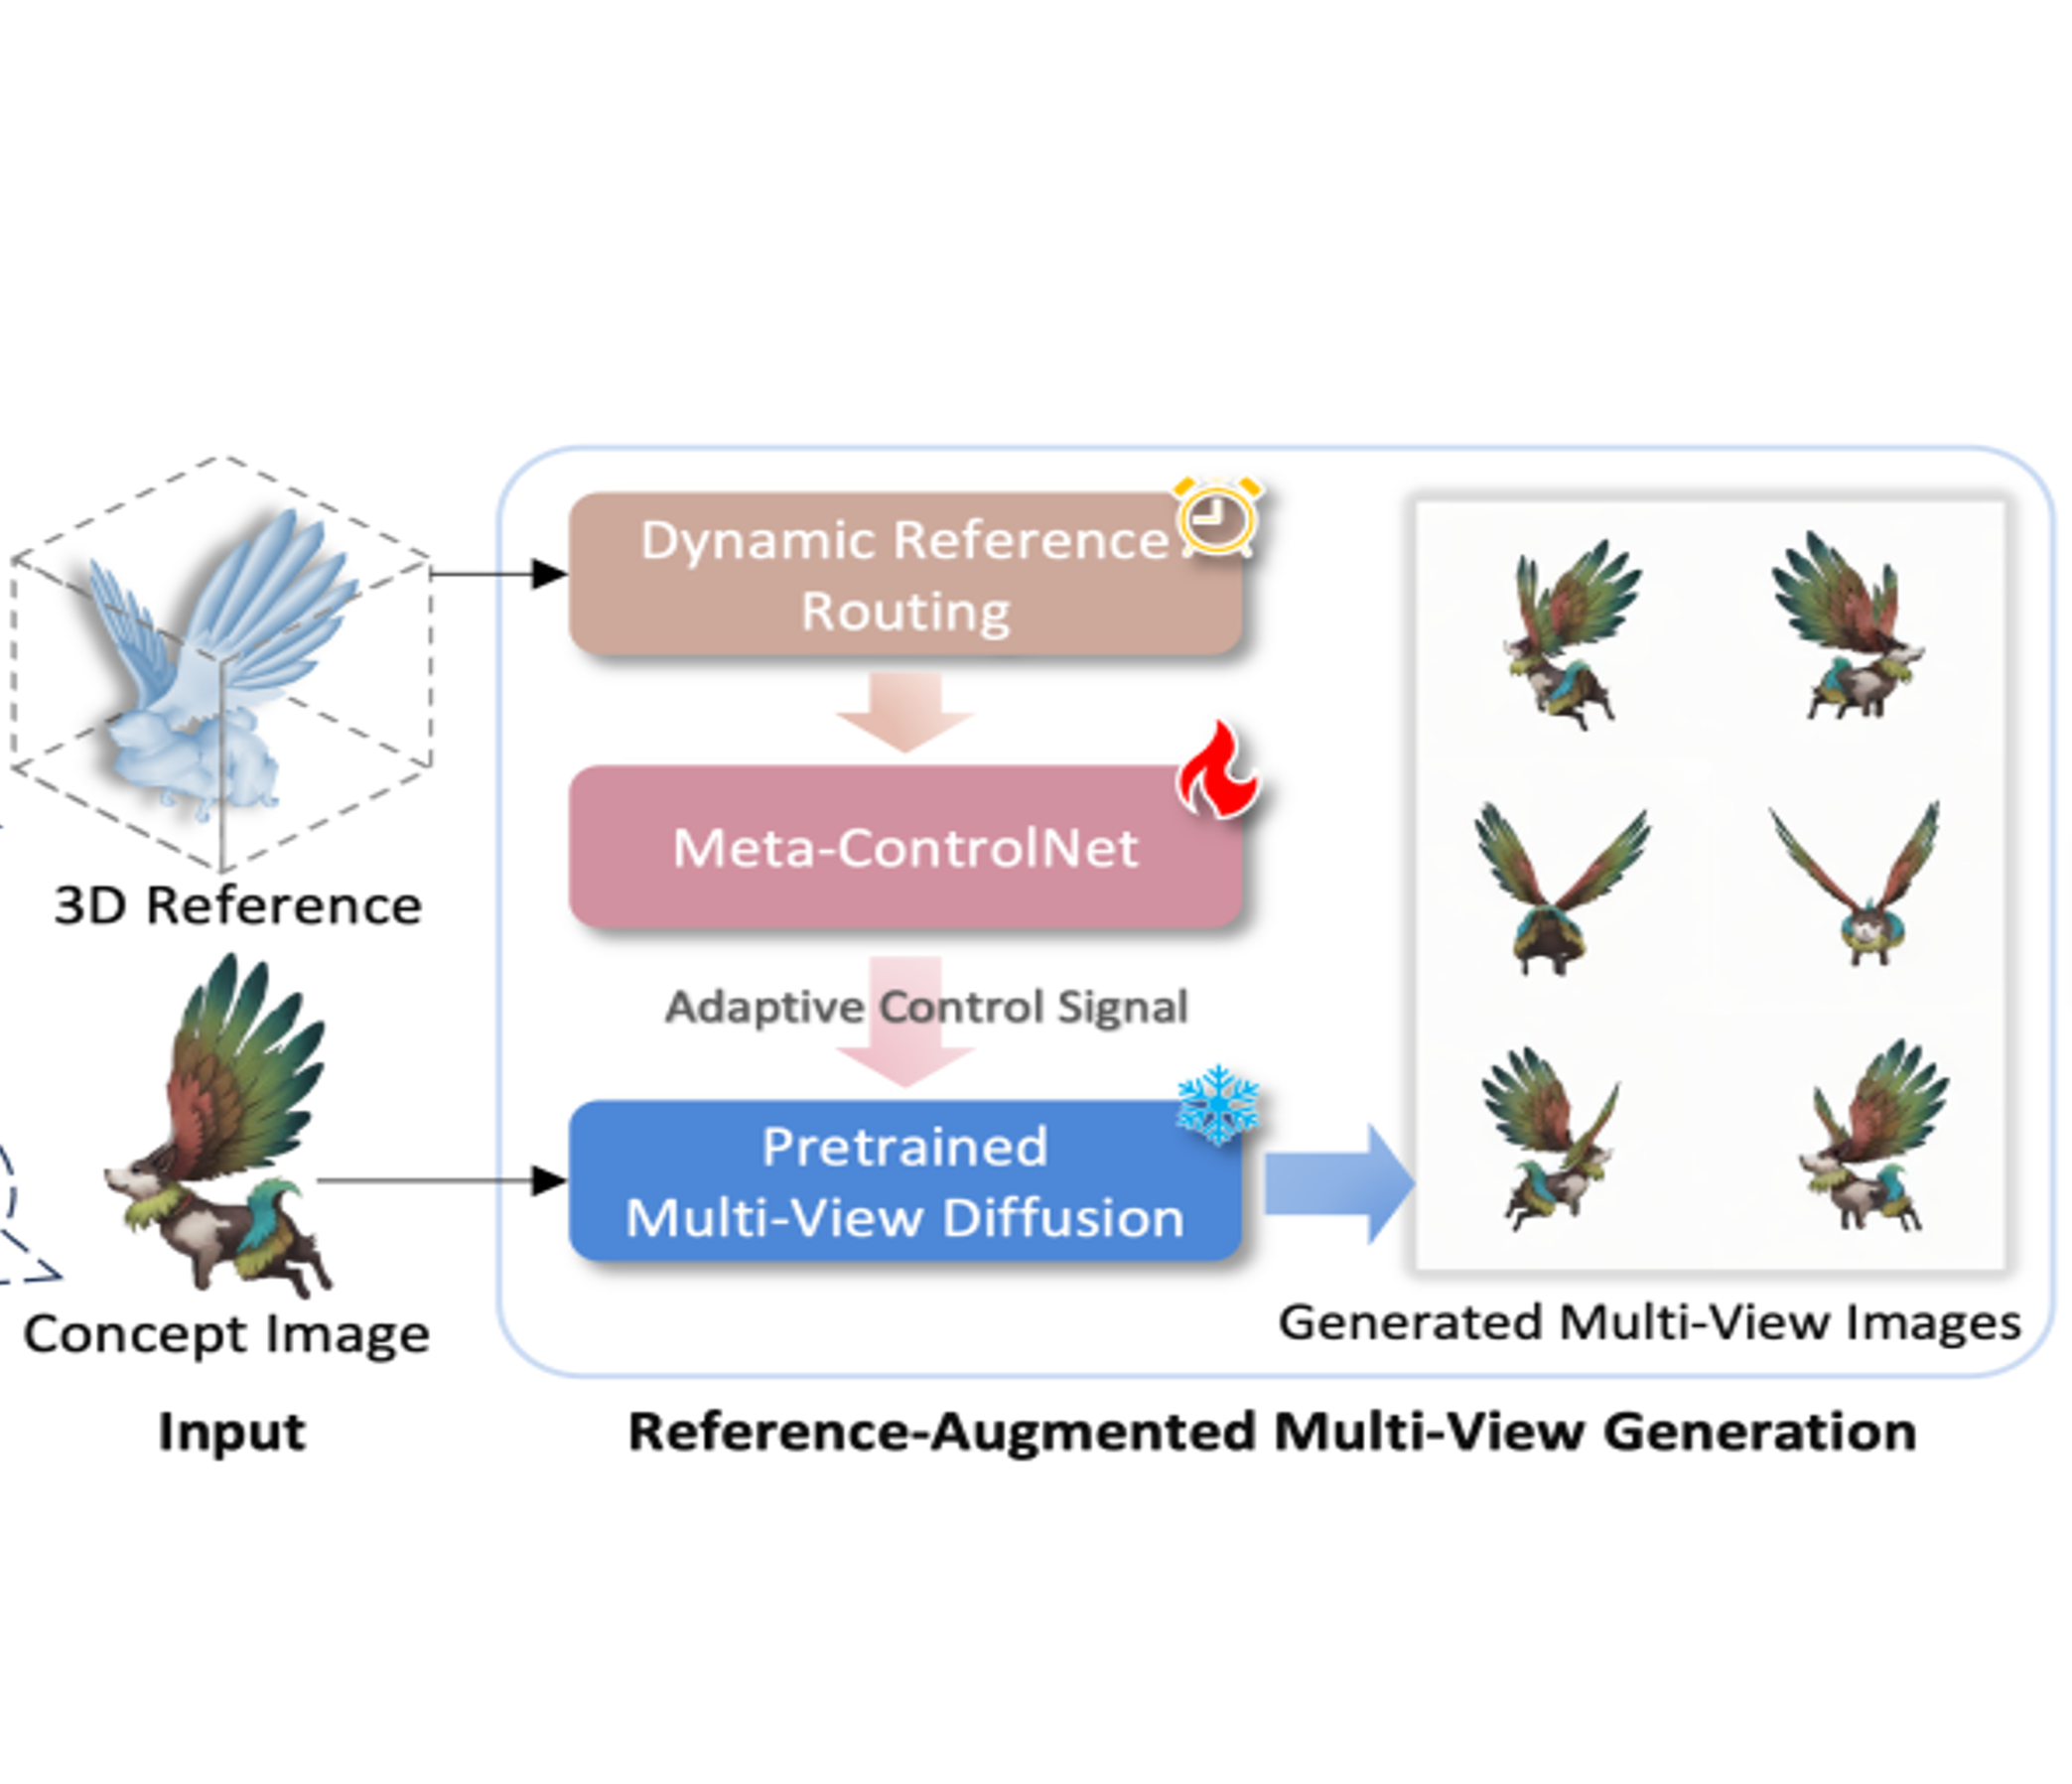 3D Reference
Concept Image
Input
Dynamic Reference
Routing
Meta-ControlNet
Adaptive Control Signal
Pretrained
Multi-View Diffusion
Generated Multi-View Images
Reference-Augmented Multi-View Generation